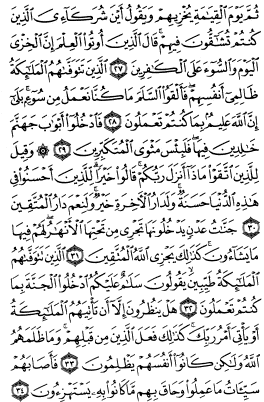 ثُمَّ يَوْمَ الْقِيَامَةِ يُخْزِيهِمْ وَيَقُولُ أَيْنَ شُرَكَاءِيَ الَّذِينَ
كُنتُمْ تُشَاقُّونَ فِيهِمْ ۚ قَالَ الَّذِينَ أُوتُوا الْعِلْمَ إِنَّ الْخِزْيَ
الْيَوْمَ وَالسُّوءَ عَلَى الْكَافِرِينَ ﴿٢٧﴾ الَّذِينَ تَتَوَفَّاهُمُ الْمَلَائِكَةُ
ظَالِمِي أَنفُسِهِمْ ۖ فَأَلْقَوُا السَّلَمَ مَا كُنَّا نَعْمَلُ مِن سُوءٍ ۚ بَلَىٰ
إِنَّ اللَّهَ عَلِيمٌ بِمَا كُنتُمْ تَعْمَلُونَ ﴿٢٨﴾ فَادْخُلُوا أَبْوَابَ جَهَنَّمَ
خَالِدِينَ فِيهَا ۖ فَلَبِئْسَ مَثْوَى الْمُتَكَبِّرِينَ ﴿٢٩﴾ ۞ وَقِيلَ
لِلَّذِينَ اتَّقَوْا مَاذَا أَنزَلَ رَبُّكُمْ ۚ قَالُوا خَيْرًا ۗ لِّلَّذِينَ أَحْسَنُوا فِي
هَٰذِهِ الدُّنْيَا حَسَنَةٌ ۚ وَلَدَارُ الْآخِرَةِ خَيْرٌ ۚ وَلَنِعْمَ دَارُ الْمُتَّقِينَ
﴿٣٠﴾ جَنَّاتُ عَدْنٍ يَدْخُلُونَهَا تَجْرِي مِن تَحْتِهَا الْأَنْهَارُ ۖ لَهُمْ فِيهَا
مَا يَشَاءُونَ ۚ كَذَٰلِكَ يَجْزِي اللَّهُ الْمُتَّقِينَ ﴿٣١﴾ الَّذِينَ تَتَوَفَّاهُمُ
الْمَلَائِكَةُ طَيِّبِينَ ۙ يَقُولُونَ سَلَامٌ عَلَيْكُمُ ادْخُلُوا الْجَنَّةَ بِمَا
كُنتُمْ تَعْمَلُونَ ﴿٣٢﴾ هَلْ يَنظُرُونَ إِلَّا أَن تَأْتِيَهُمُ الْمَلَائِكَةُ
أَوْ يَأْتِيَ أَمْرُ رَبِّكَ ۚ كَذَٰلِكَ فَعَلَ الَّذِينَ مِن قَبْلِهِمْ ۚ وَمَا ظَلَمَهُمُ
اللَّهُ وَلَٰكِن كَانُوا أَنفُسَهُمْ يَظْلِمُونَ ﴿٣٣﴾ فَأَصَابَهُمْ
سَيِّئَاتُ مَا عَمِلُوا وَحَاقَ بِهِم مَّا كَانُوا بِهِ يَسْتَهْزِءُونَ ﴿٣٤﴾